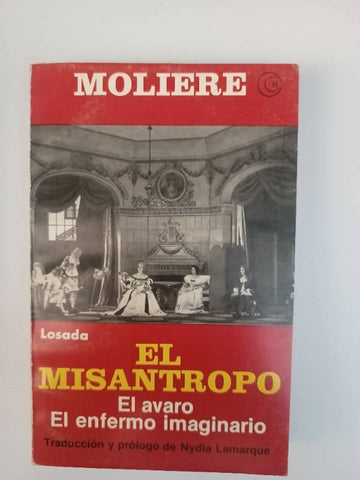 MOLIERE
Losada
EL
MISANTROPO
El avaro
El enfermo imaginario
Traducción y prólogo de Nydia Lamarque